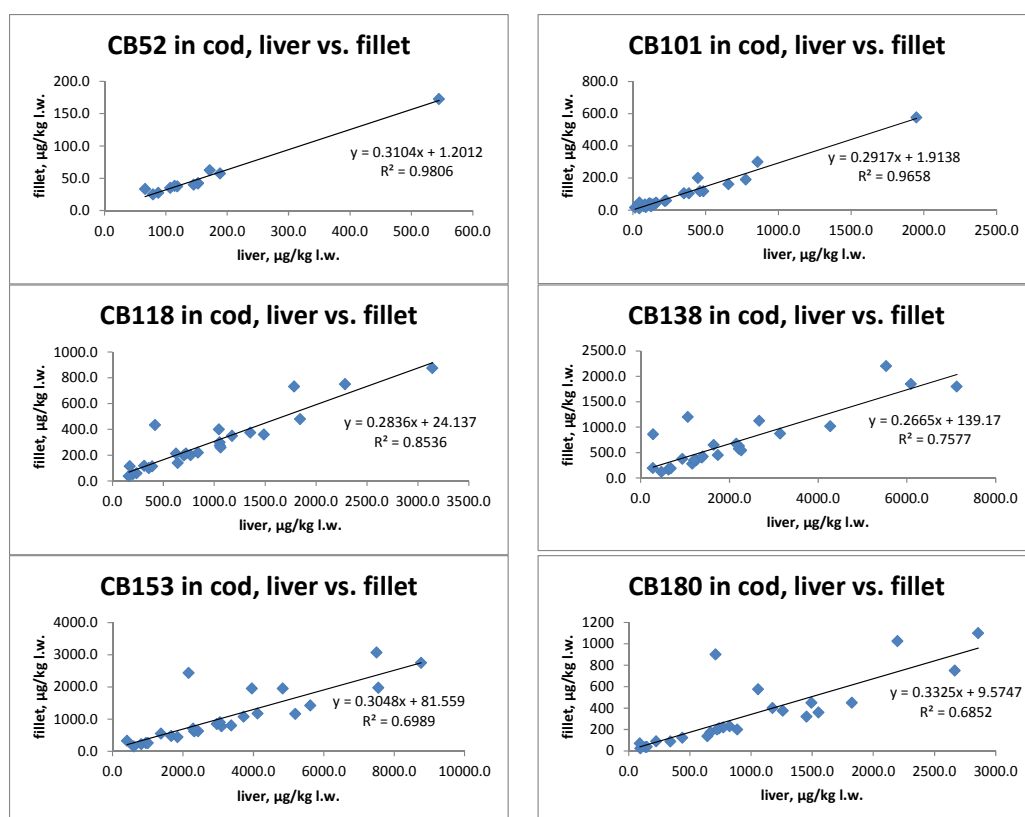 CB52 in cod, liver vs. fillet
fillet, µg/kg l.w.
200.0
150.0
100.0
50.0
0.0
y = 0.3104x + 1.2012
R² = 0.9806
0.0 100.0 200.0 300.0 400.0 500.0 600.0
liver, µg/kg l.w.
CB101 in cod, liver vs. fillet
fillet, µg/kg l.w.
800.0
600.0
400.0
200.0
0.0
y = 0.2917x + 1.9138
R² = 0.9658
0.0 500.0 1000.0 1500.0 2000.0 2500.0
liver, µg/kg l.w.
CB118 in cod, liver vs. fillet
fillet, µg/kg l.w.
1000.0
800.0
600.0
400.0
200.0
0.0
y = 0.2836x + 24.137
R² = 0.8536
0.0 500.0 1000.0 1500.0 2000.0 2500.0 3000.0 3500.0
liver, µg/kg l.w.
CB138 in cod, liver vs. fillet
fillet, µg/kg l.w.
2500.0
2000.0
1500.0
1000.0
500.0
0.0
y = 0.2665x + 139.17
R² = 0.7577
0.0 2000.0 4000.0 6000.0 8000.0
liver, µg/kg l.w.
CB153 in cod, liver vs. fillet
fillet, µg/kg l.w.
4000.0
3000.0
2000.0
1000.0
0.0
y = 0.3048x + 81.559
R² = 0.6989
0.0 2000.0 4000.0 6000.0 8000.0 10000.0
liver, µg/kg l.w.
CB180 in cod, liver vs. fillet
fillet, µg/kg l.w.
1200
1000
800
600
400
200
0
y = 0.3325x + 9.5747
R² = 0.6852
0.0 500.0 1000.0 1500.0 2000.0 2500.0 3000.0
liver, µg/kg l.w.